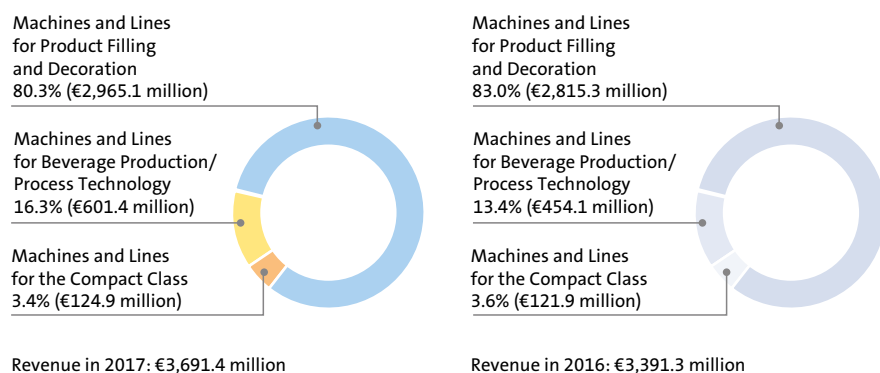 Machines and Lines
for Product Filling
and Decoration
80.3% (€2,965.1 million)
Machines and Lines
for Beverage Production/
Process Technology
16.3% (€601.4 million)
Machines and Lines
for the Compact Class
3.4% (€124.9 million)
Revenue in 2017: €3,691.4 million
Machines and Lines
for Product Filling
and Decoration
83.0% (€2,815.3 million)
Machines and Lines
for Beverage Production/
Process Technology
13.4% (€454.1 million)
Machines and Lines
for the Compact Class
3.6% (€121.9 million)
Revenue in 2016: €3,391.3 million